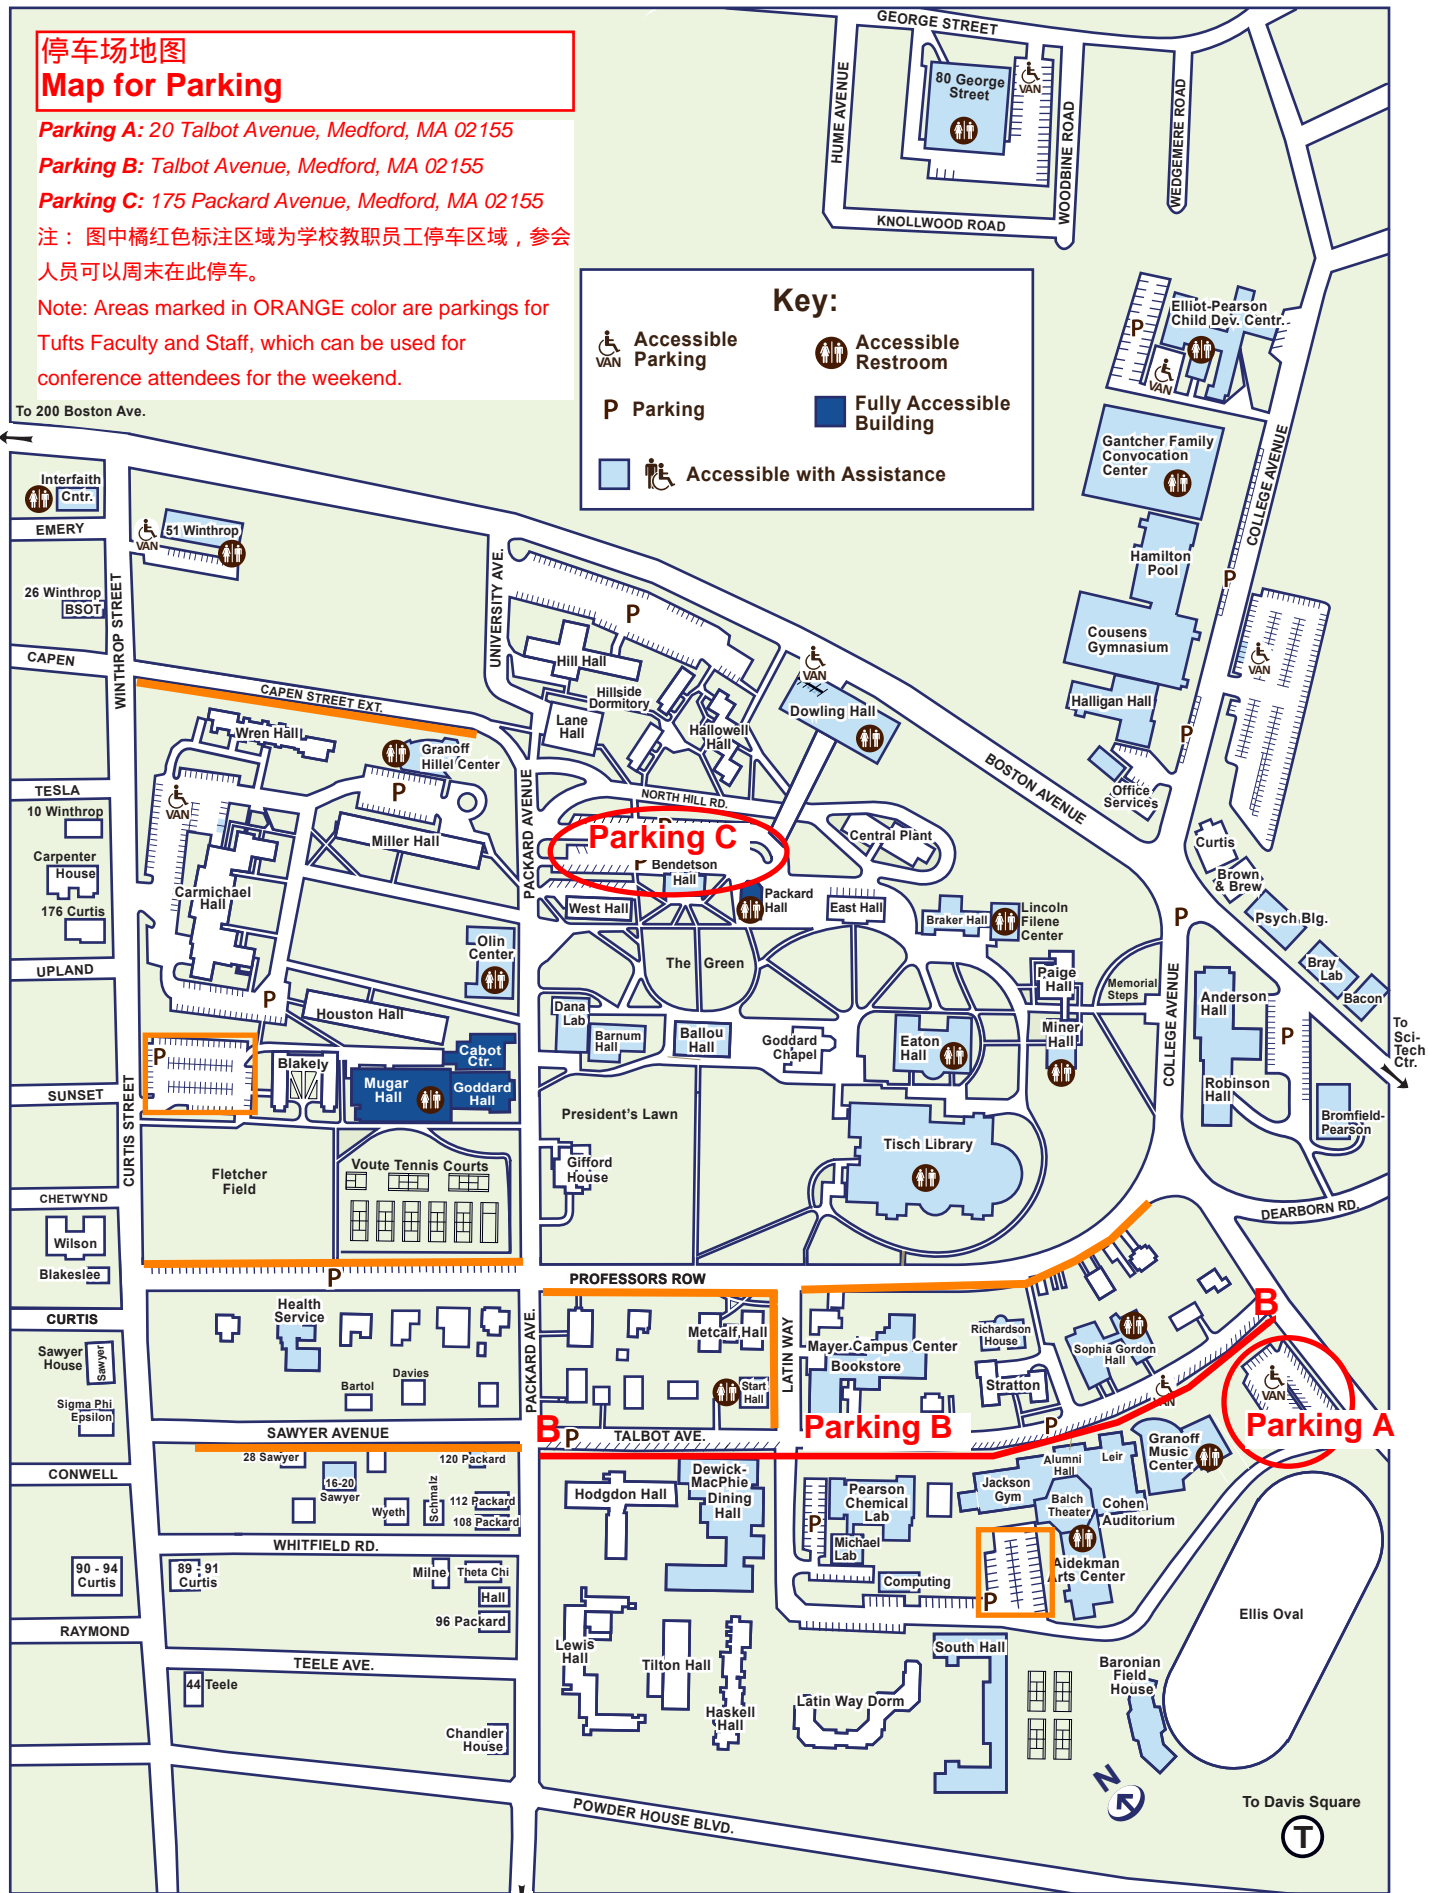 停车场地图
Map for Parking
Parking A: 20 Talbot Avenue, Medford, MA 02155
Parking B: Talbot Avenue, Medford, MA 02155
Parking C: 175 Packard Avenue, Medford, MA 02155
注： 图中橘红色标注区域为学校教职员工停车区域，参会
人员可以周末在此停车。
Note: Areas marked in ORANGE color are parkings for
Tufts Faculty and Staff, which can be used for
conference attendees for the weekend.
To 200 Boston Ave.
GEORGE STREET
HUME AVENUE
80 George
Street
VAN
WOODBINE ROAD
WEDGEMERE ROAD
KNOLLWOOD ROAD
Key:
VAN
Accessible
Parking
Accessible
Restroom
P Parking
Fully Accessible
Building
Accessible with Assistance
P
Elliot-Pearson
Child Dev. Centr.
VAN
Gantcher Family
Convocation
Center
COLLEGE AVENUE
Hamilton
Pool
P
Cousens
Gymnasium
VAN
Halligan Hall
P
Office
Services
Interfaith
Cntr.
EMERY
VAN
51 Winthrop
26 Winthrop
BSOT
WINTHROP STREET
CAPEN
UNIVERSITY AVE.
P
Hill Hall
Hillside
Dormitory
VAN
Dowling Hall
Lane
Hall
Hallowell
Hall
BOSTON AVENUE
CAPEN STREET EXT.
Wren Hall
Granoff
Hillel Center
TESLA
10 Winthrop
VAN
P
NORTH HILL RD.
PACKARD AVENUE
Miller Hall
P
Parking C
P
Bendetson
Hall
Central Plant
Curtis
Brown
& Brew
Carpenter
House
Carmichael
Hall
176 Curtis
West Hall
Packard
Hall
East Hall
Braker Hall
Lincoln
Filene
Center
P
Psych Blg.
Olin
Center
The Green
Bray
Lab
Bacon
UPLAND
P
Houston Hall
Dana
Lab
Barnum
Hall
Ballou
Hall
Goddard
Chapel
Eaton
Hall
Paige
Hall
Memorial
Steps
Miner
Hall
COLLEGE AVENUE
Anderson
Hall
P
To
Sci-
Tech
Ctr.
P
Blakely
Cabot
Ctr.
Mugar
Hall
Goddard
Hall
SUNSET
CURTIS STREET
President's Lawn
Robinson
Hall
Bromfield-
Pearson
Tisch Library
Fletcher
Field
Voute Tennis Courts
Gifford
House
CHETWYND
Wilson
Blakeslee
DEARBORN RD.
P
PROFESSORS ROW
CURTIS
Health
Service
PACKARD AVE.
Metcalf Hall
LATIN WAY
Mayer Campus Center
Bookstore
Richardson
House
Sophia Gordon
Hall
B
Sawyer
House
Sawyer
Sigma Phi
Epsilon
Bartol
Davies
Start
Hall
Stratton
VAN
VAN
Parking A
SAWYER AVENUE
B
P
TALBOT AVE.
Parking B
P
28 Sawyer
120 Packard
CONWELL
16-20
Sawyer
Wyeth
Schmalz
112 Packard
108 Packard
Hodgdon Hall
Dewick-
MacPhie
Dining
Hall
Pearson
Chemical
Lab
P
Michael
Lab
Computing
Jackson
Gym
Alumni
Hall
Leir
Granoff
Music
Center
Balch
Theater
Cohen
Auditorium
Aidekman
Arts Center
P
WHITFIELD RD.
90 - 94
Curtis
89 - 91
Curtis
Milne
Theta Chi
Hall
96 Packard
Ellis Oval
RAYMOND
TEELE AVE.
44 Teele
Lewis
Hall
Tilton Hall
Haskell
Hall
Latin Way Dorm
South Hall
Baronian
Field
House
Chandler
House
N
POWDER HOUSE BLVD.
To Davis Square
T